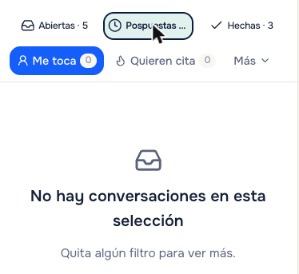 Abiertas · 5 Pospuestas ... Hechas · 3
Me toca 0 Quieren cita 0 Más
No hay conversaciones en esta
selección
Quita algún filtro para ver más.